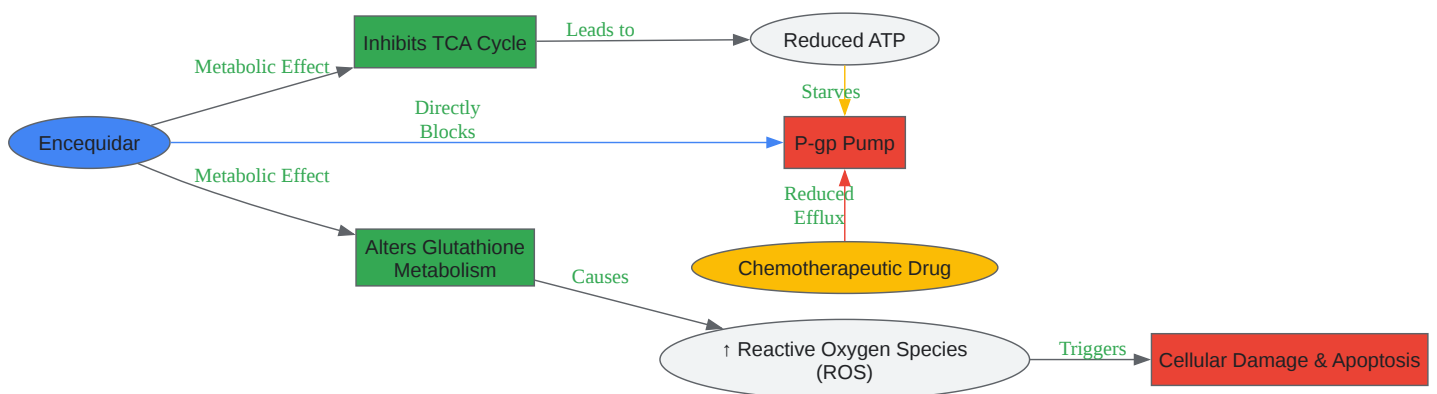 Inhibits TCA Cycle
Leads to
Reduced ATP
Metabolic Effect
Starves
Directly
Blocks
Encequidar
P-gp Pump
Metabolic Effect
Reduced
Efflux
Alters Glutathione
Metabolism
Causes
Chemotherapeutic Drug
↑ Reactive Oxygen Species
(ROS)
Triggers
Cellular Damage & Apoptosis